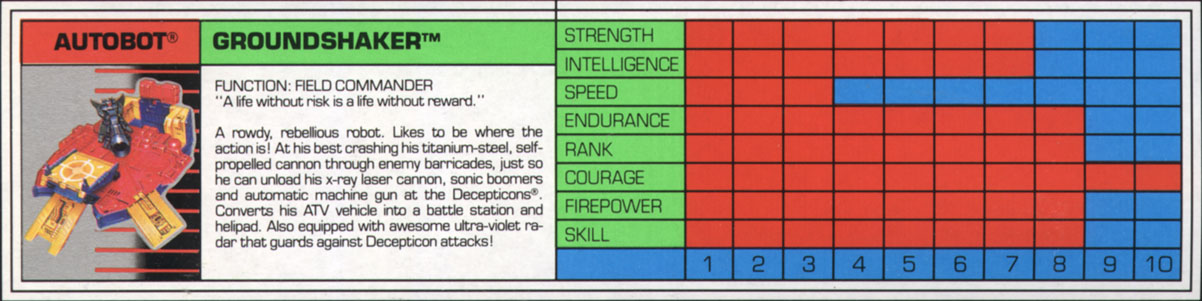 AUTOBOT®
GROUNDSHAKER™
FUNCTION: FIELD COMMANDER
"A life without risk is a life without reward."
A rowdy, rebellious robot. Likes to be where the
action is! At his best crashing his titanium-steel, self-
propelled cannon through enemy barricades, just so
he can unload his x-ray laser cannon, sonic boomers
and automatic machine gun at the Decepticons®.
Converts his ATV vehicle into a battle station and
helipad. Also equipped with awesome ultra-violet ra-
dar that guards against Decepticon attacks!
STRENGTH
INTELLIGENCE
SPEED
ENDURANCE
RANK
COURAGE
FIREPOWER
SKILL
1 2 3 4 5 6 7 8 9 10